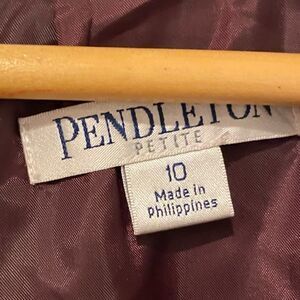 PENDLETON
PETITE
10
Made in
Philippines